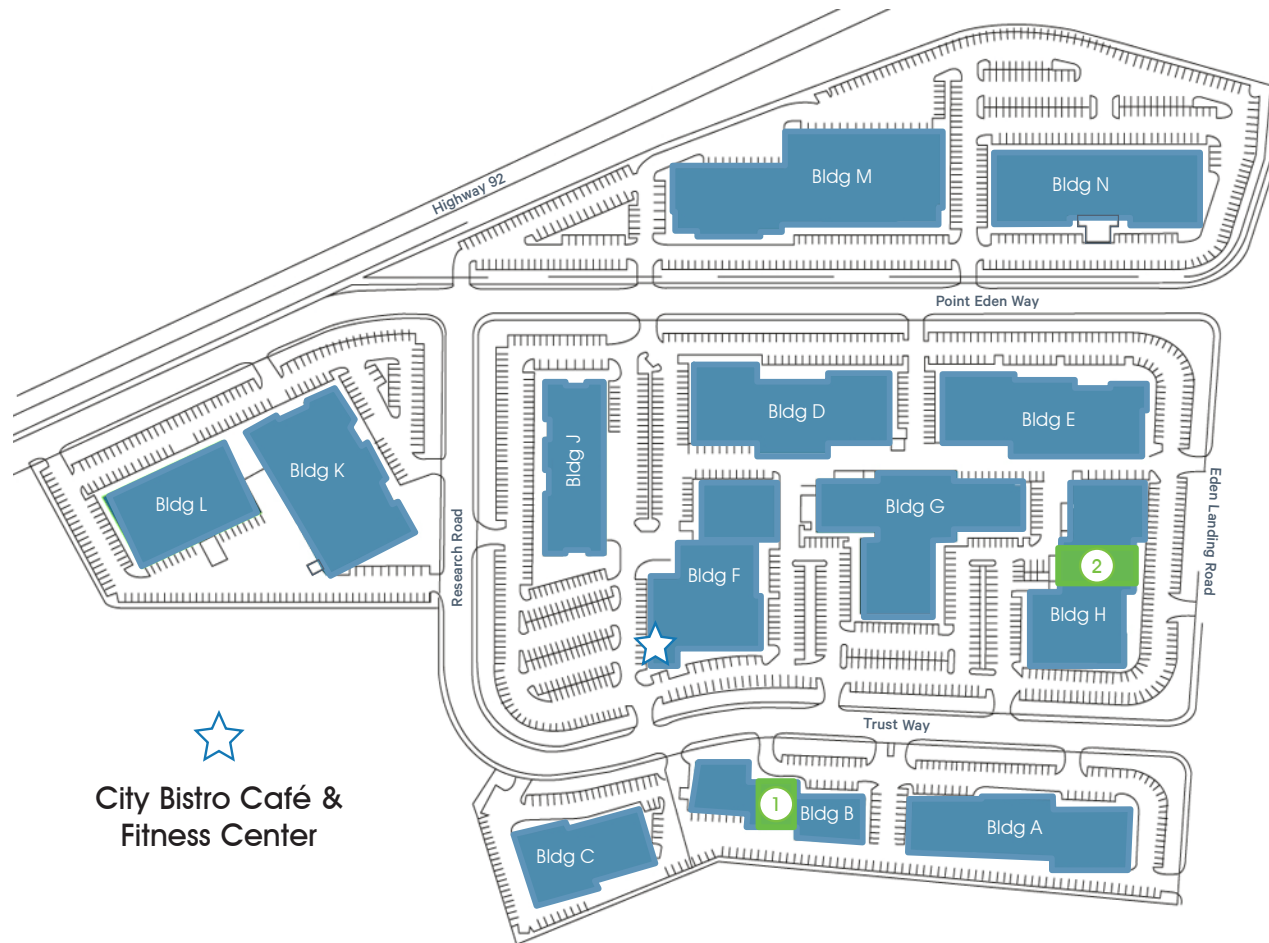 Bldg M
Bldg N
Highway 92
Point Eden Way
Bldg D
Bldg E
Bldg J
Bldg K
Bldg L
Bldg G
Eden Landing Road
Research Road
Bldg F
2
Bldg H
Trust Way
City Bistro Café &
Fitness Center
1
Bldg B
Bldg A
Bldg C